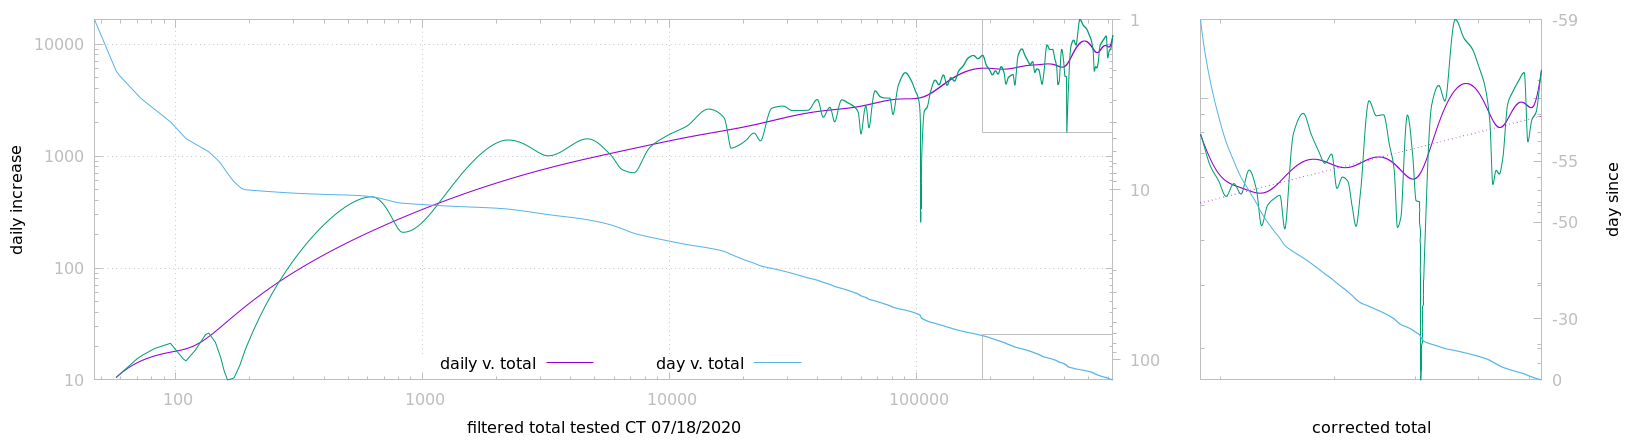 10000
1000
100
10
daily increase
100
1000
10000
100000
filtered total tested CT 07/18/2020
daily v. total
day v. total
1
10
100
-59
-55
-50
-30
0
day since
corrected total